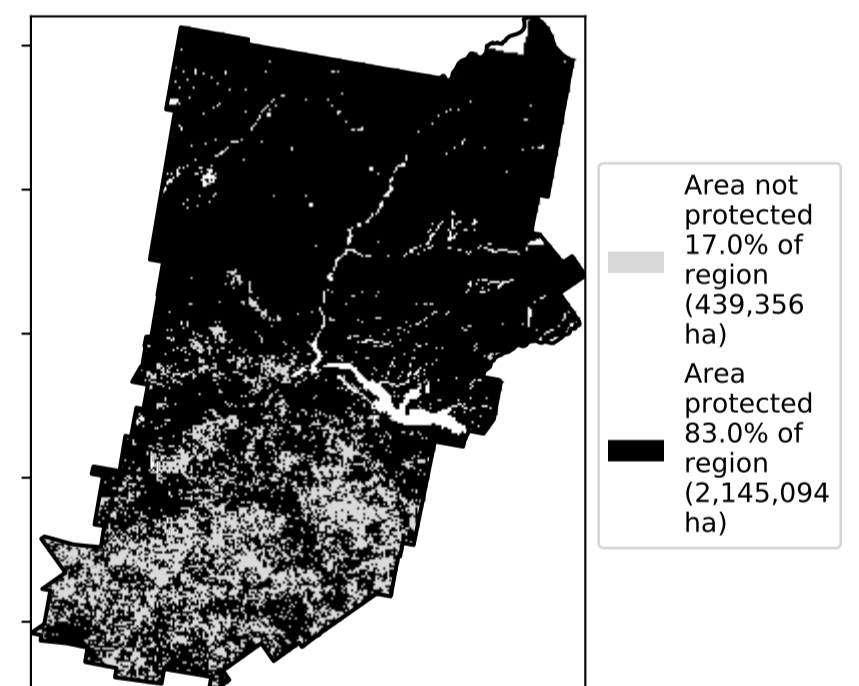 Area not
protected
17.0% of
region
(439,356
ha)
Area
protected
83.0% of
region
(2,145,094
ha)